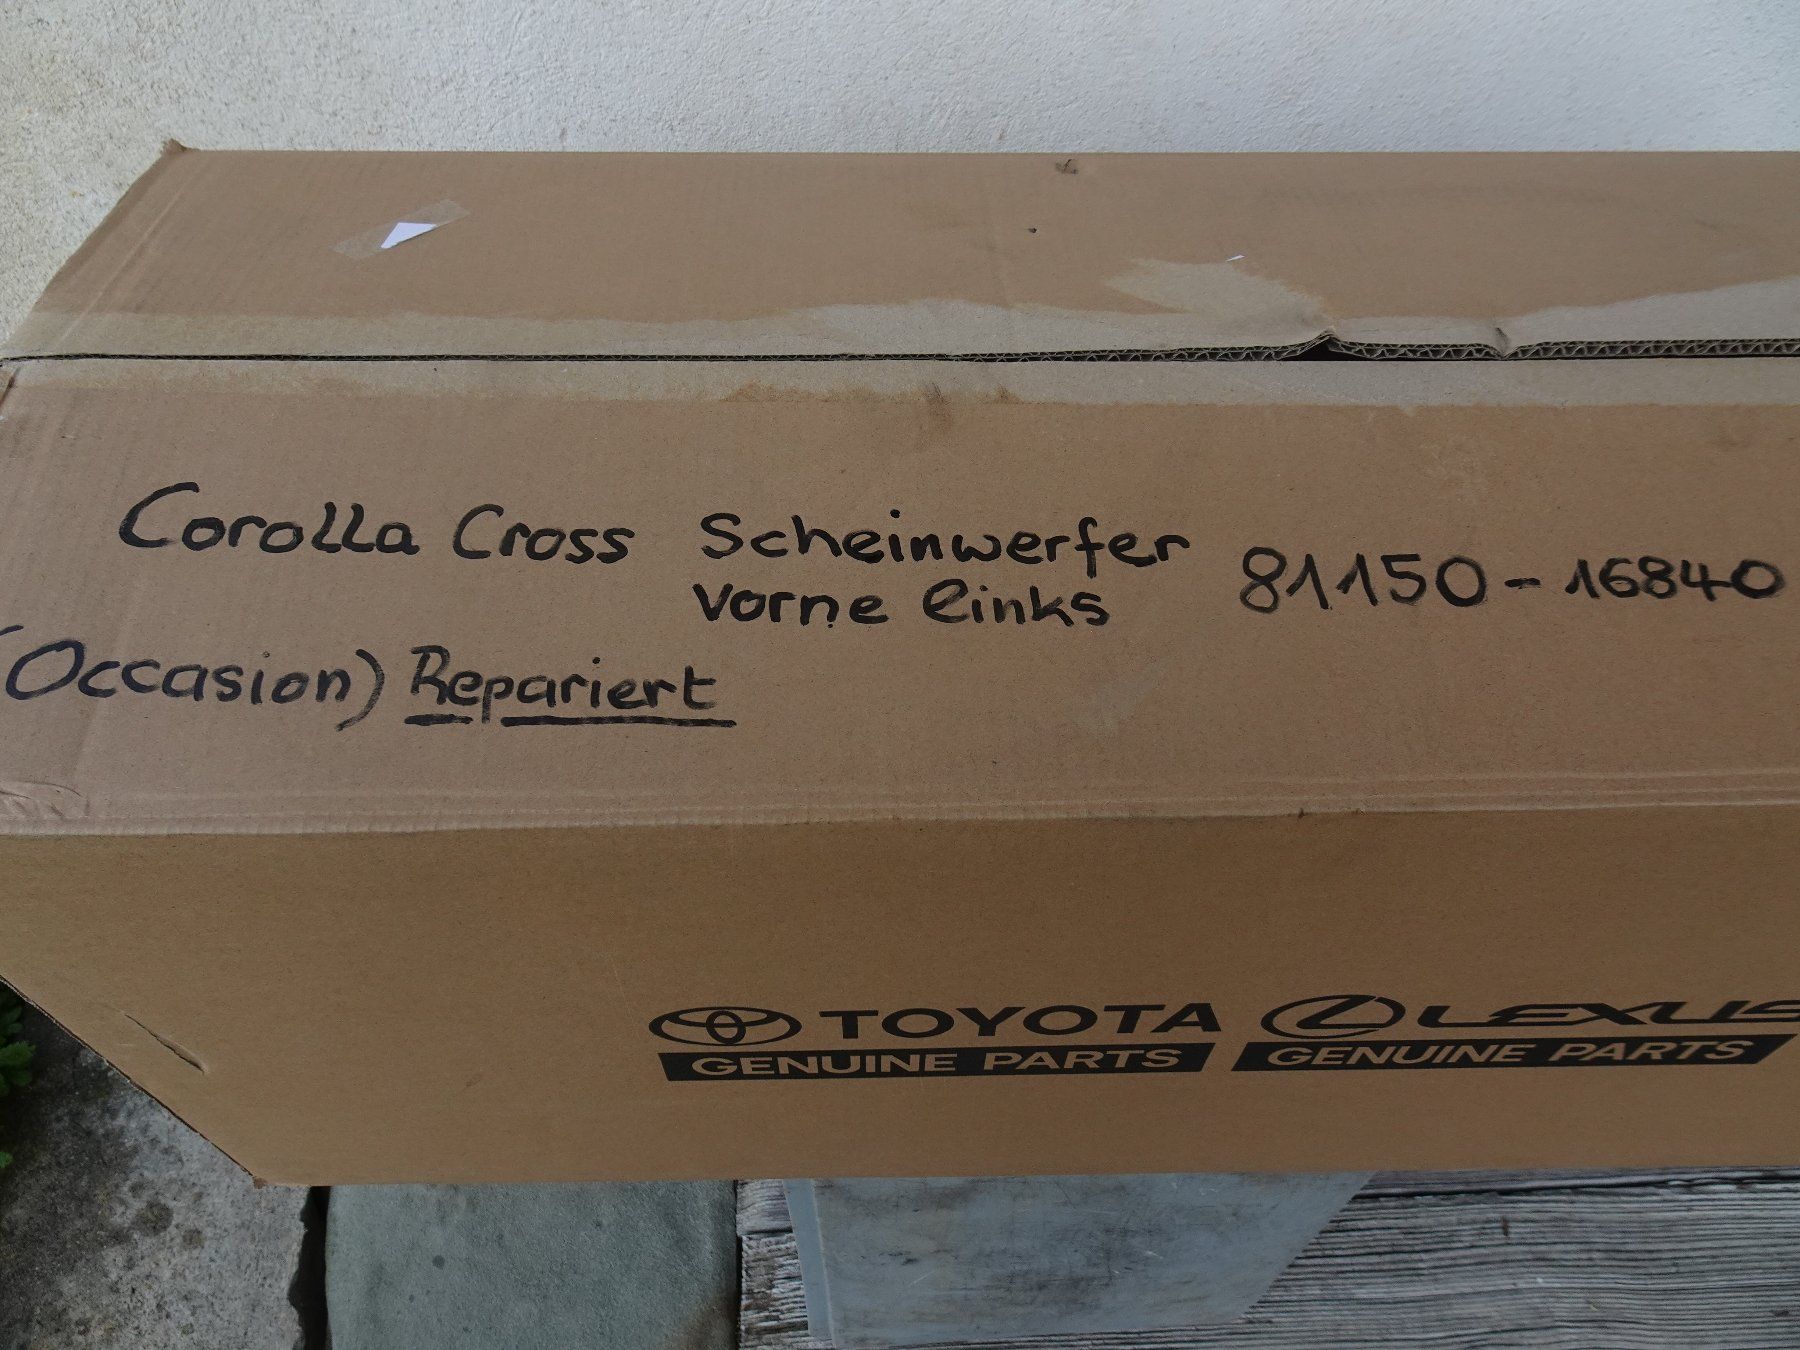 Corolla Cross Scheinwerfer 81150-16840
vorne links
(Occasion) Repariert
TOYOTA LEXUS
GENUINE PARTS GENUINE PARTS